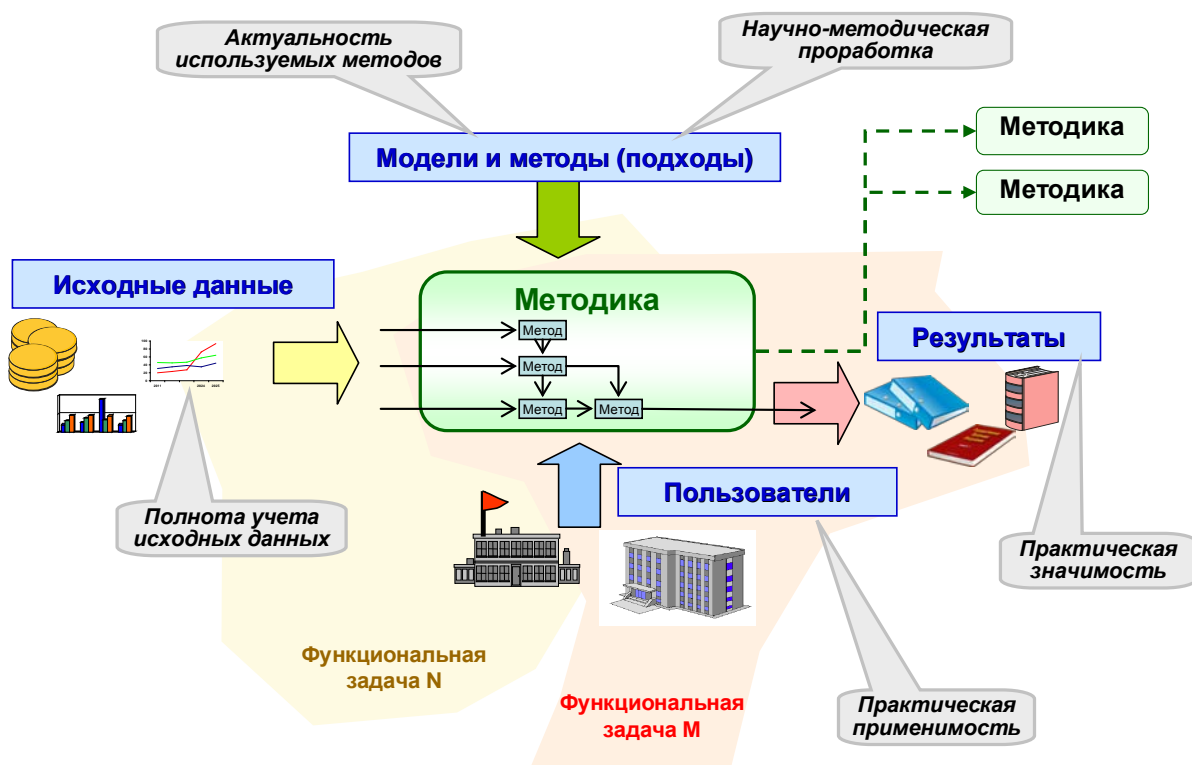 Актуальность
используемых методов
Научно-методическая
проработка
Модели и методы (подходы)
Методика
Методика
Исходные данные
Методика
Метод
Метод
Метод
Метод
Результаты
Пользователи
Полнота учета
исходных данных
Практическая
значимость
Функциональная
задача N
Функциональная
задача M
Практическая
применимость